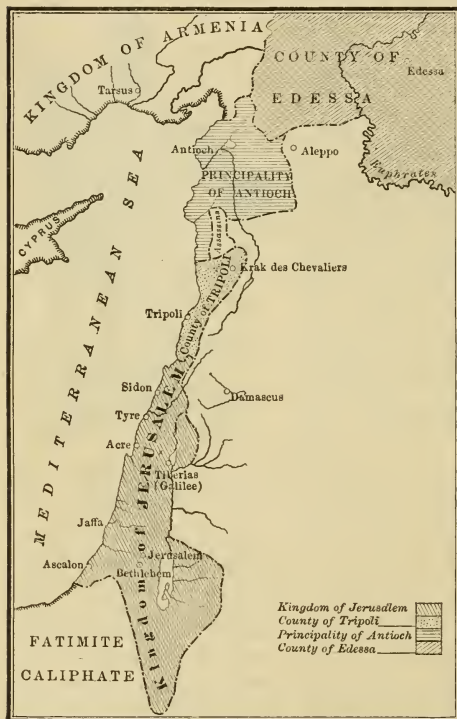 KINGDOM OF ARMENIA
COUNTY OF
EDESSA
Edessa
Tarsus
Antioch
Aleppo
Euphrates
PRINCIPALITY
OF ANTIOCH
CYPRUS
Assassins
Krak des Chevaliers
MEDITERRANEAN SEA
Tripoli
County of TRIPOLI
Sidon
Damascus
Tyre
Acre
Tiberias
(Galilee)
Jaffa
Jerusalem
Ascalon
Bethlehem
Kingdom of JERUSALEM
FATIMITE
CALIPHATE
Kingdom of Jerusalem
County of Tripoli
Principality of Antioch
County of Edessa